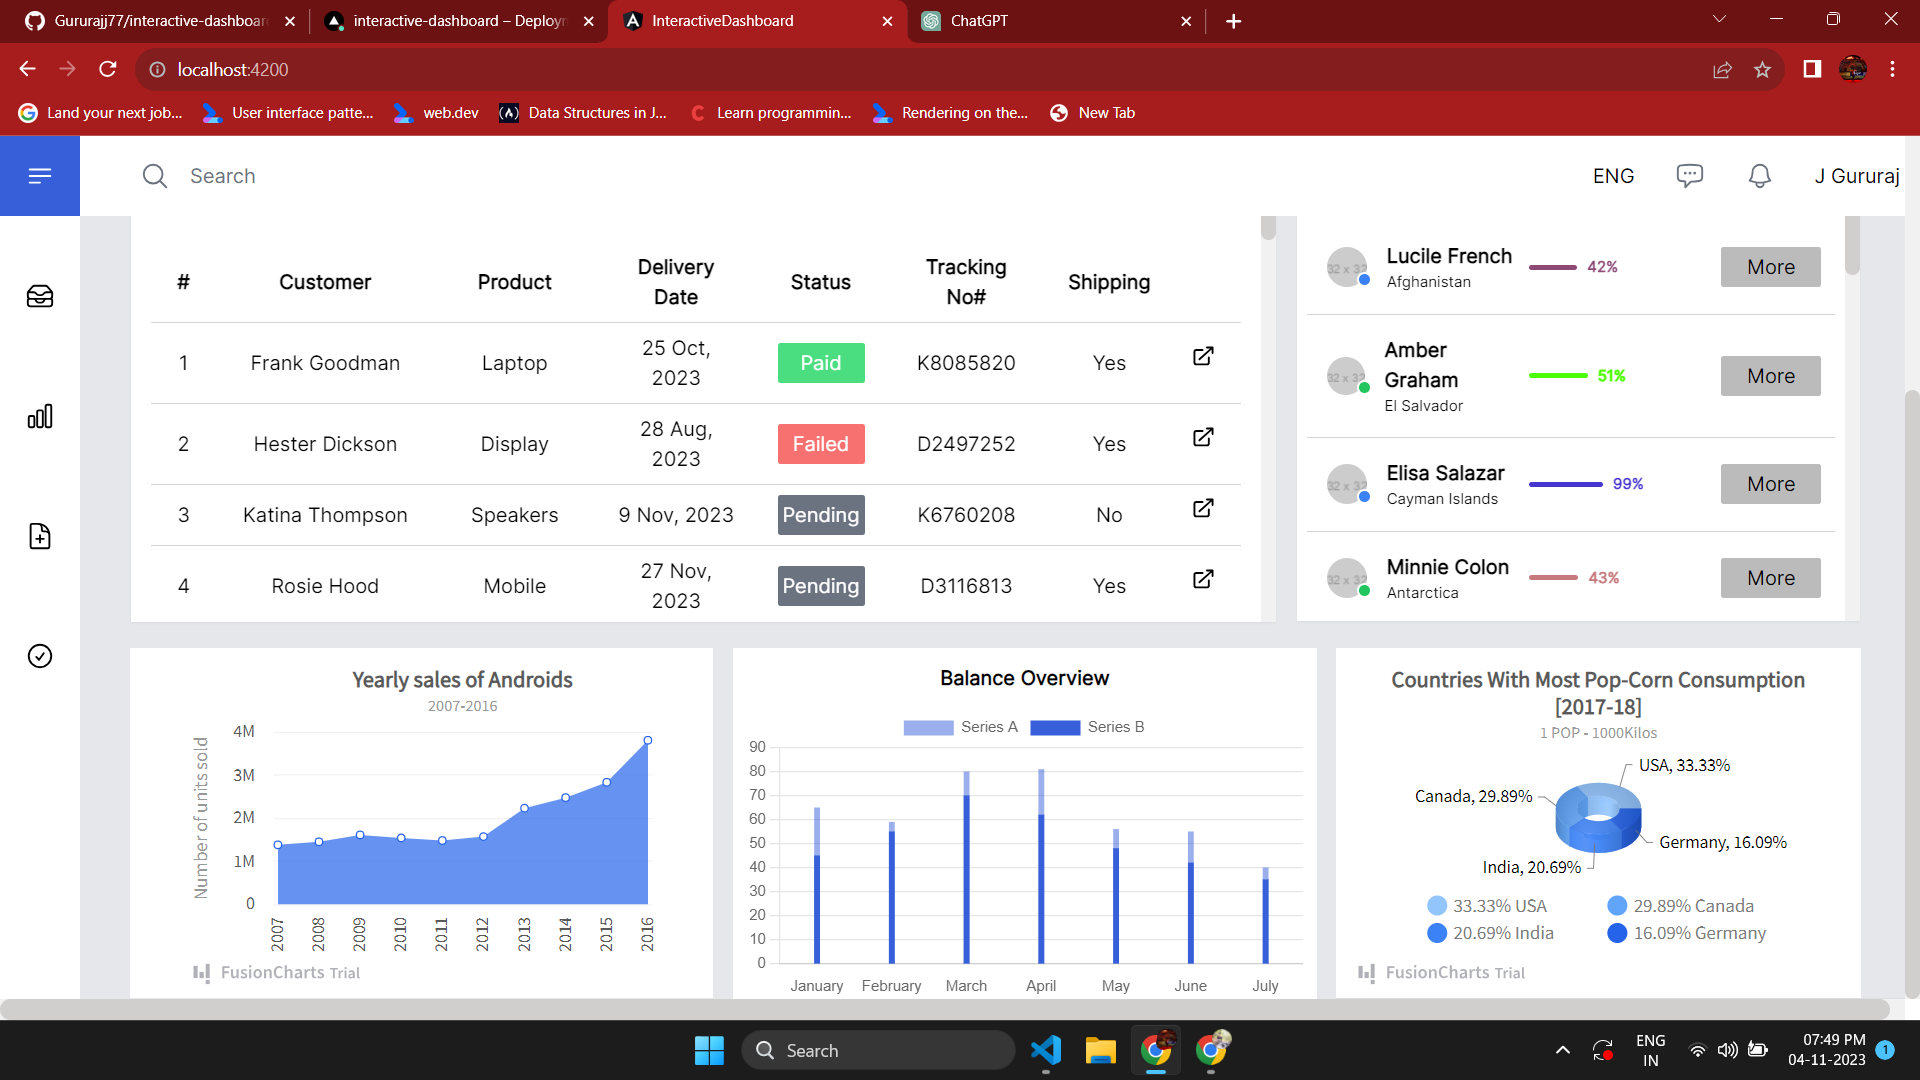 Gururajj77/interactive-dashboar
interactive-dashboard – Deploym
InteractiveDashboard
ChatGPT
localhost:4200
Land your next job...
User interface patte...
web.dev
Data Structures in J...
Learn programmin...
Rendering on the...
New Tab
Search
ENG
J Gururaj
# Customer Product Delivery Date Status Tracking No# Shipping
1 Frank Goodman Laptop 25 Oct, 2023 Paid K8085820 Yes
2 Hester Dickson Display 28 Aug, 2023 Failed D2497252 Yes
3 Katina Thompson Speakers 9 Nov, 2023 Pending K6760208 No
4 Rosie Hood Mobile 27 Nov, 2023 Pending D3116813 Yes
32 x 32
Lucile French
Afghanistan
42%
More
32 x 32
Amber
Graham
El Salvador
51%
More
32 x 32
Elisa Salazar
Cayman Islands
99%
More
32 x 32
Minnie Colon
Antarctica
43%
More
Yearly sales of Androids
2007-2016
Number of units sold
4M
3M
2M
1M
0
2007 2008 2009 2010 2011 2012 2013 2014 2015 2016
FusionCharts Trial
Balance Overview
Series A Series B
90
80
70
60
50
40
30
20
10
0
January February March April May June July
Countries With Most Pop-Corn Consumption
[2017-18]
1 POP - 1000Kilos
USA, 33.33%
Canada, 29.89%
Germany, 16.09%
India, 20.69%
33.33% USA 29.89% Canada
20.69% India 16.09% Germany
FusionCharts Trial
Search
ENG
IN
07:49 PM
04-11-2023
1